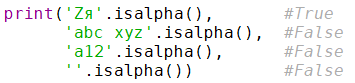 print('Zя'.isalpha(),       #True
      'abc xyz'.isalpha(),  #False
      'a12'.isalpha(),      #False
      ''.isalpha())         #False